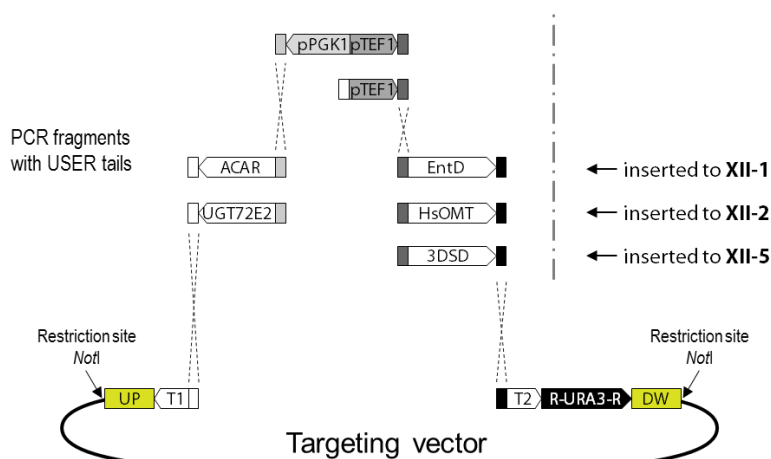 pPGK1 pTEF1
pTEF1
PCR fragments
with USER tails
ACAR EntD inserted to XII-1
UGT72E2 HsOMT inserted to XII-2
3DSD inserted to XII-5
Restriction site
NotI
Restriction site
NotI
UP T1 T2 R-URA3-R DW
Targeting vector